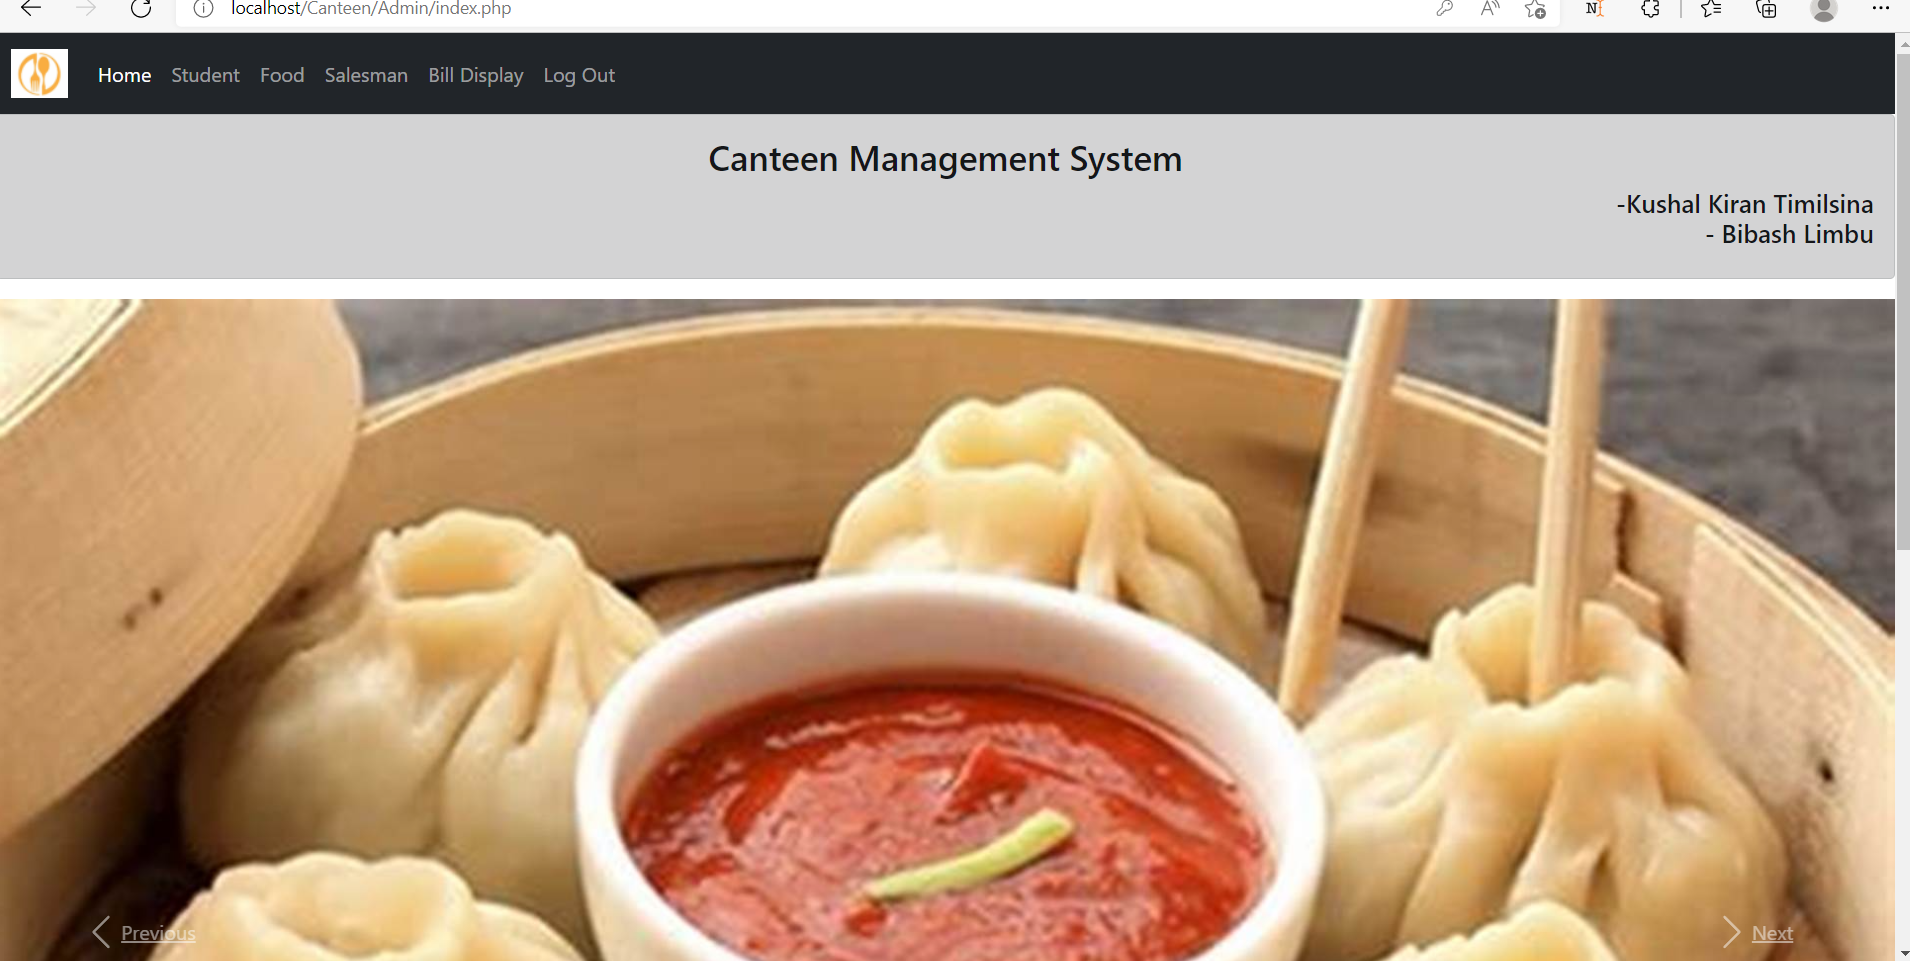 localhost/Canteen/Admin/index.php
Home Student Food Salesman Bill Display Log Out
Canteen Management System
-Kushal Kiran Timilsina
- Bibash Limbu
Previous
Next